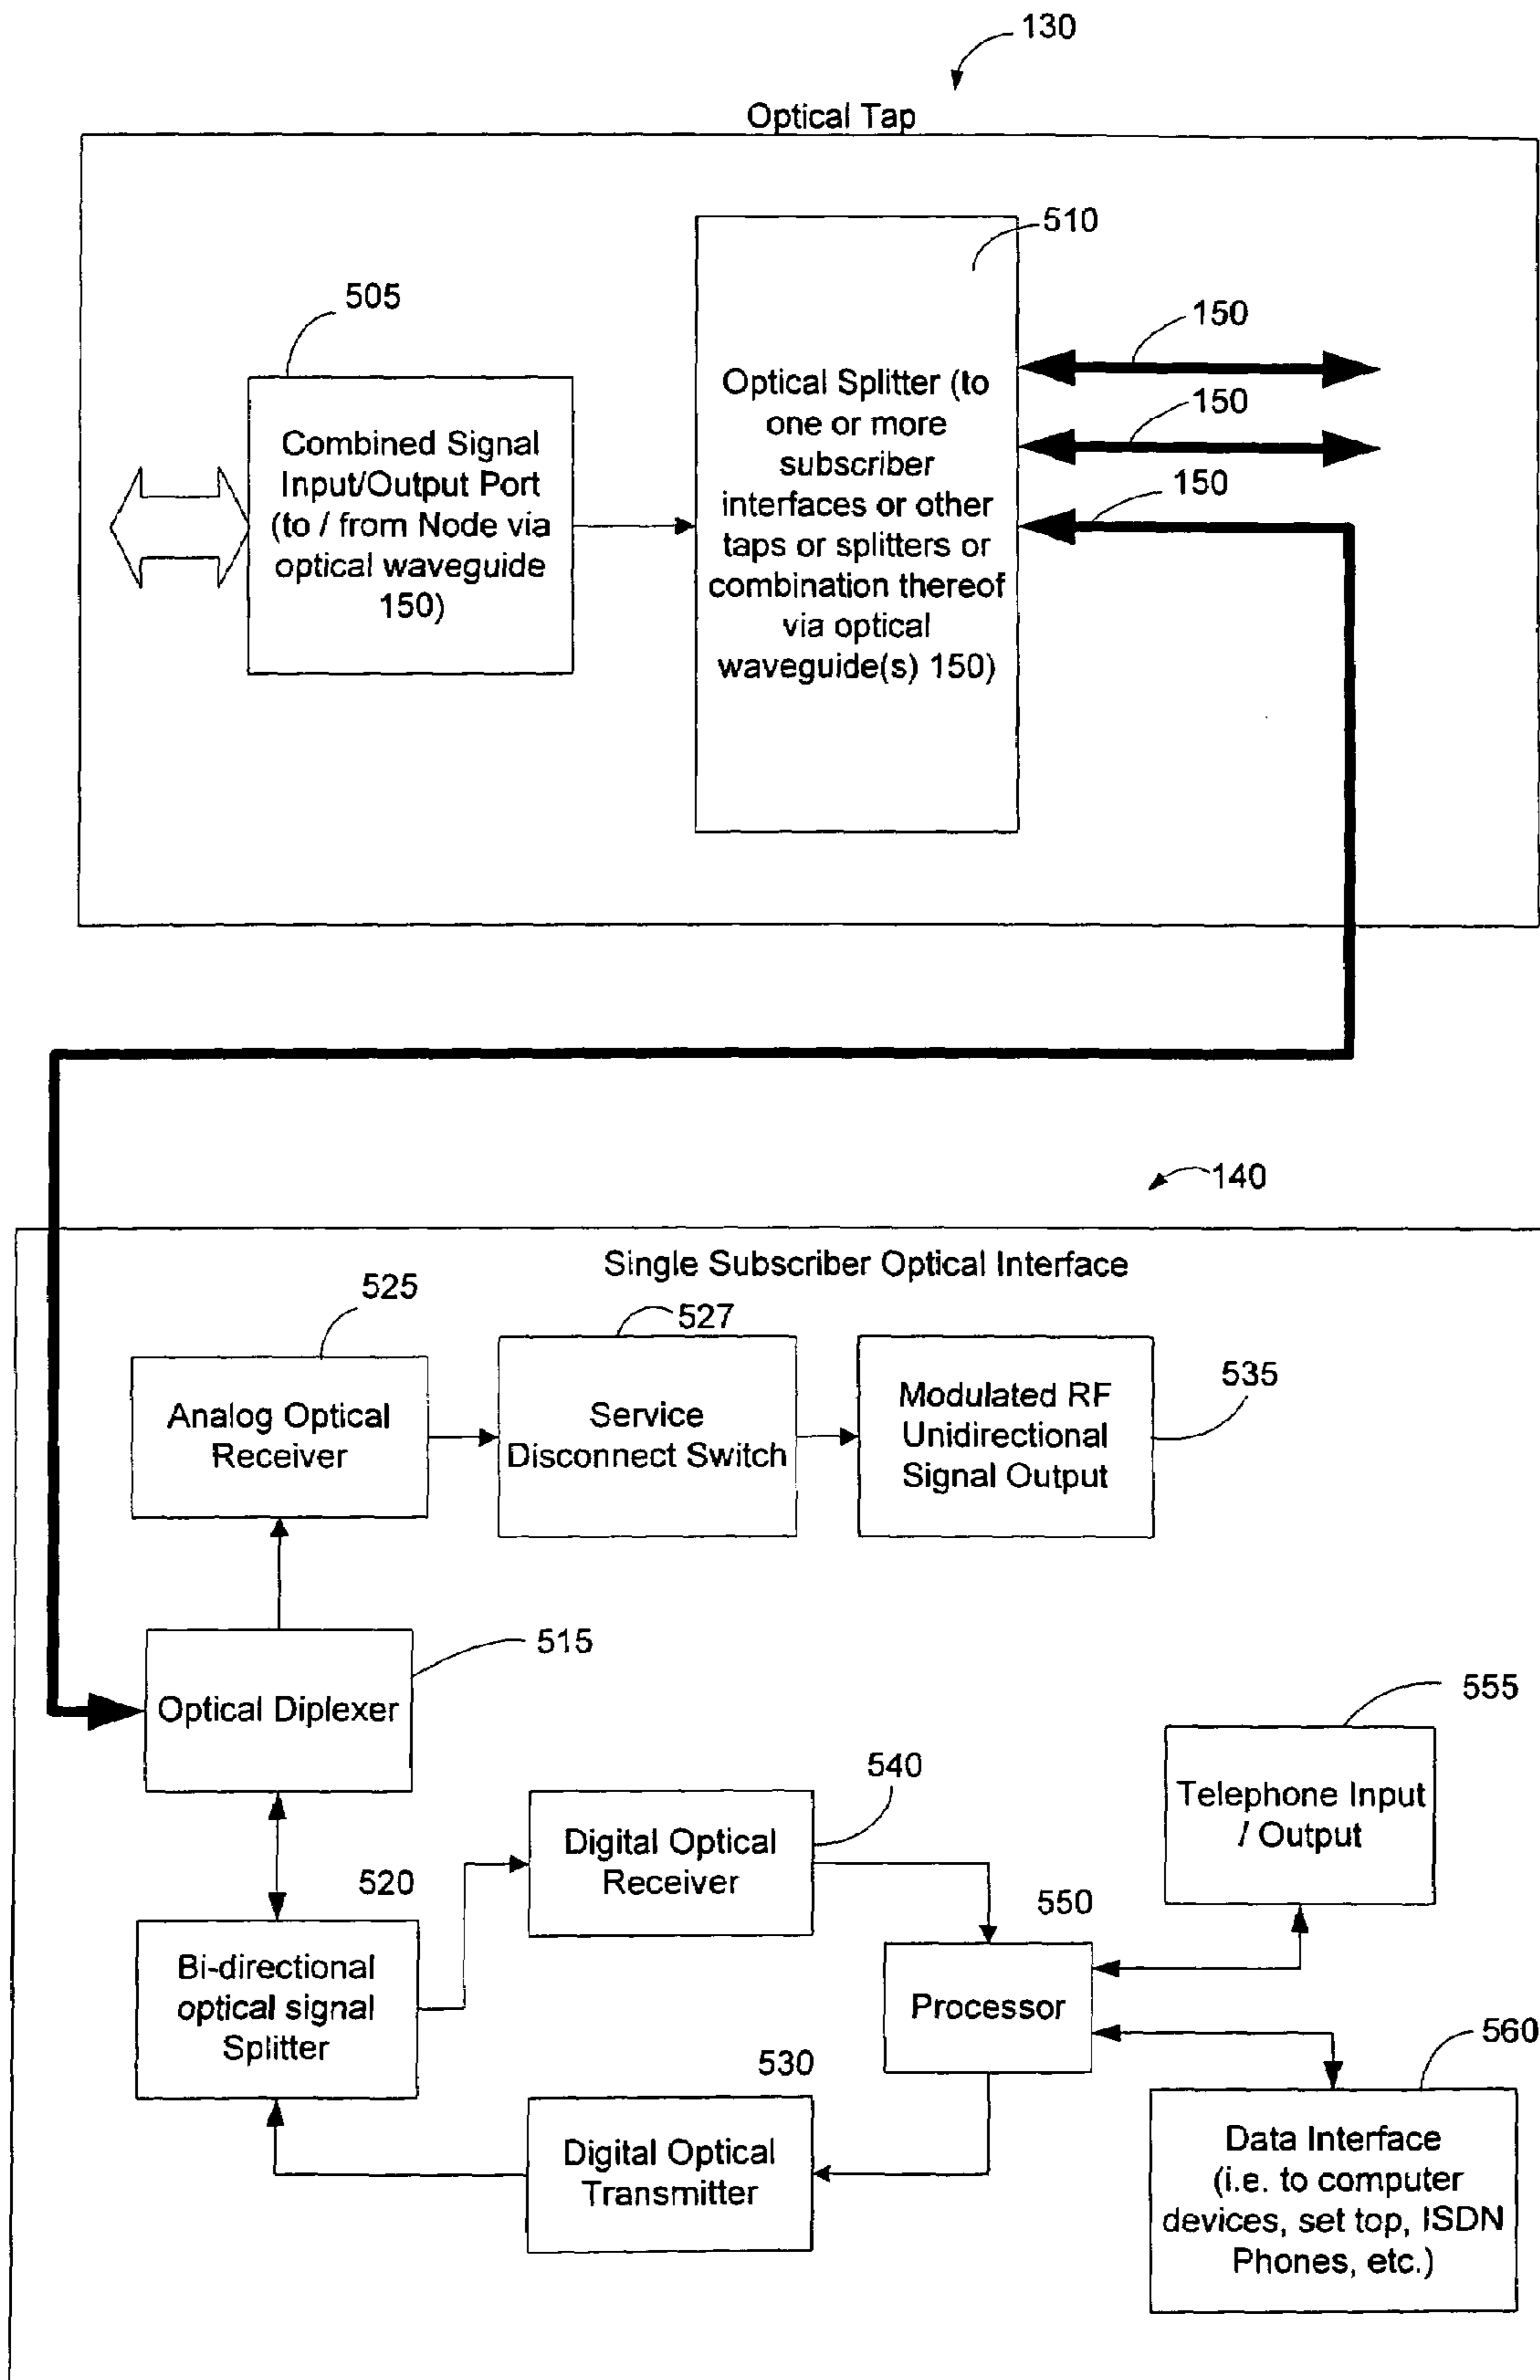 130
Optical Tap
510
505
150
Combined Signal
Input/Output Port
(to / from Node via
optical waveguide
150)
Optical Splitter (to
one or more
subscriber
interfaces or other
taps or splitters or
combination thereof
via optical
waveguide(s) 150)
150
150
140
Single Subscriber Optical Interface
525
527
535
Analog Optical
Receiver
Service
Disconnect Switch
Modulated RF
Unidirectional
Signal Output
515
Optical Diplexer
555
Telephone Input
/ Output
540
Digital Optical
Receiver
520
Bi-directional
optical signal
Splitter
550
Processor
530
Digital Optical
Transmitter
560
Data Interface
(i.e. to computer
devices, set top, ISDN
Phones, etc.)